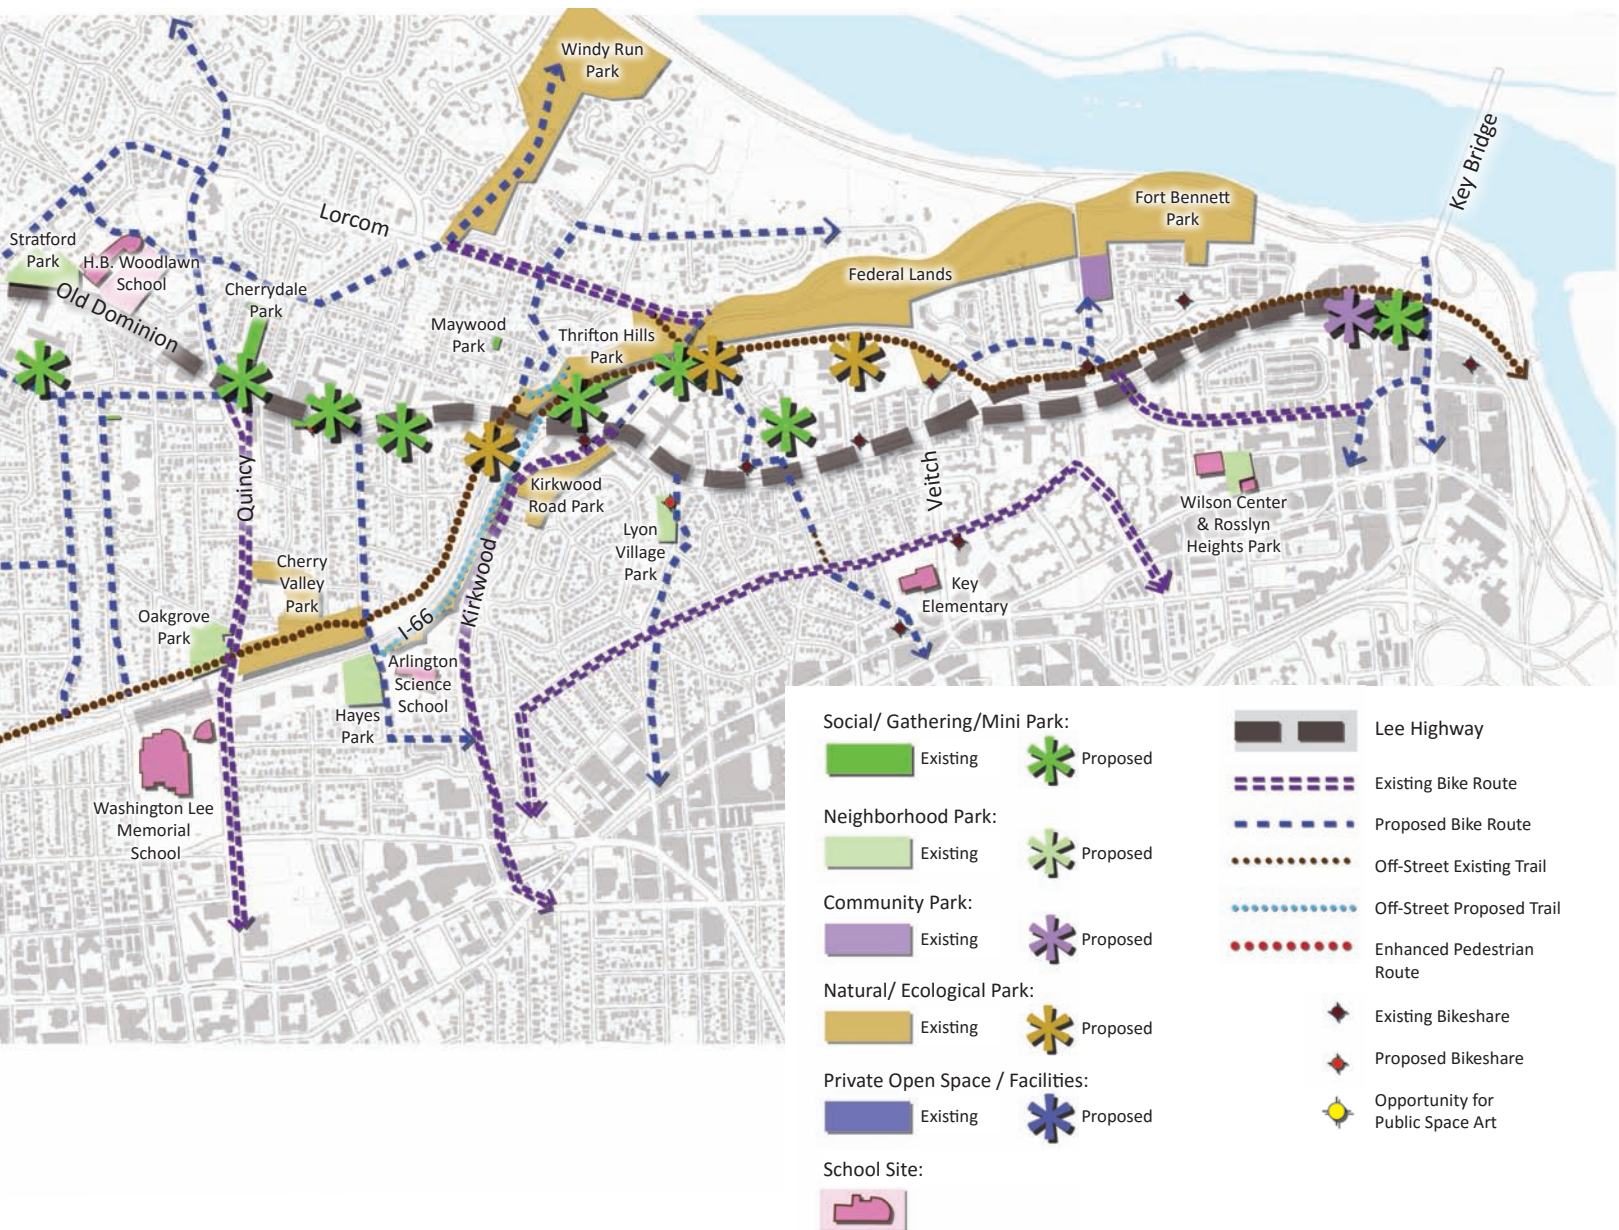 Windy Run
Park
Key Bridge
Fort Bennett
Park
Lorcom
Stratford
Park
H.B. Woodlawn
School
Federal Lands
Cherrydale
Park
Old Dominion
Maywood
Park
Thrifton Hills
Park
Quincy
Kirkwood
Road Park
Veitch
Wilson Center
& Rosslyn
Heights Park
Lyon
Village
Park
Kirkwood
Cherry
Valley
Park
Key
Elementary
Oakgrove
Park
I-66
Arlington
Science
School
Hayes
Park
Washington Lee
Memorial
School
Social/ Gathering/Mini Park:
Existing
Proposed
Neighborhood Park:
Existing
Proposed
Community Park:
Existing
Proposed
Natural/ Ecological Park:
Existing
Proposed
Private Open Space / Facilities:
Existing
Proposed
School Site:
Lee Highway
Existing Bike Route
Proposed Bike Route
Off-Street Existing Trail
Off-Street Proposed Trail
Enhanced Pedestrian
Route
Existing Bikeshare
Proposed Bikeshare
Opportunity for
Public Space Art